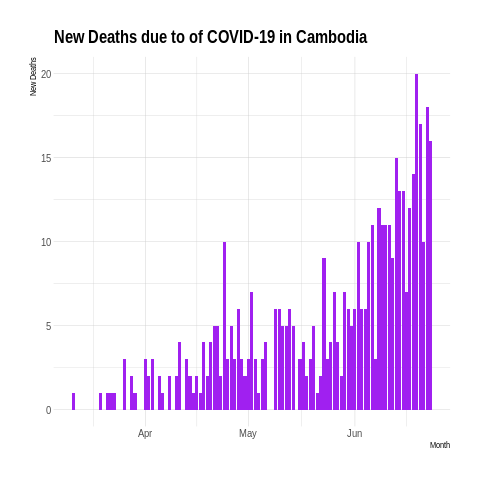 New Deaths due to of COVID-19 in Cambodia
New Deaths
20
15
10
5
0
Apr
May
Jun
Month